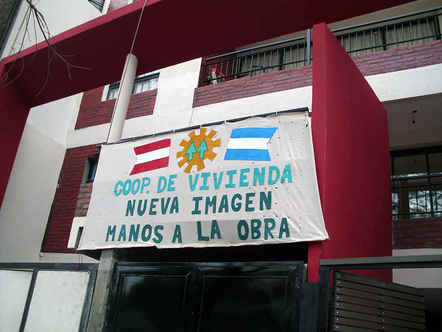 COOP. DE VIVIENDA
NUEVA IMAGEN
MANOS A LA OBRA